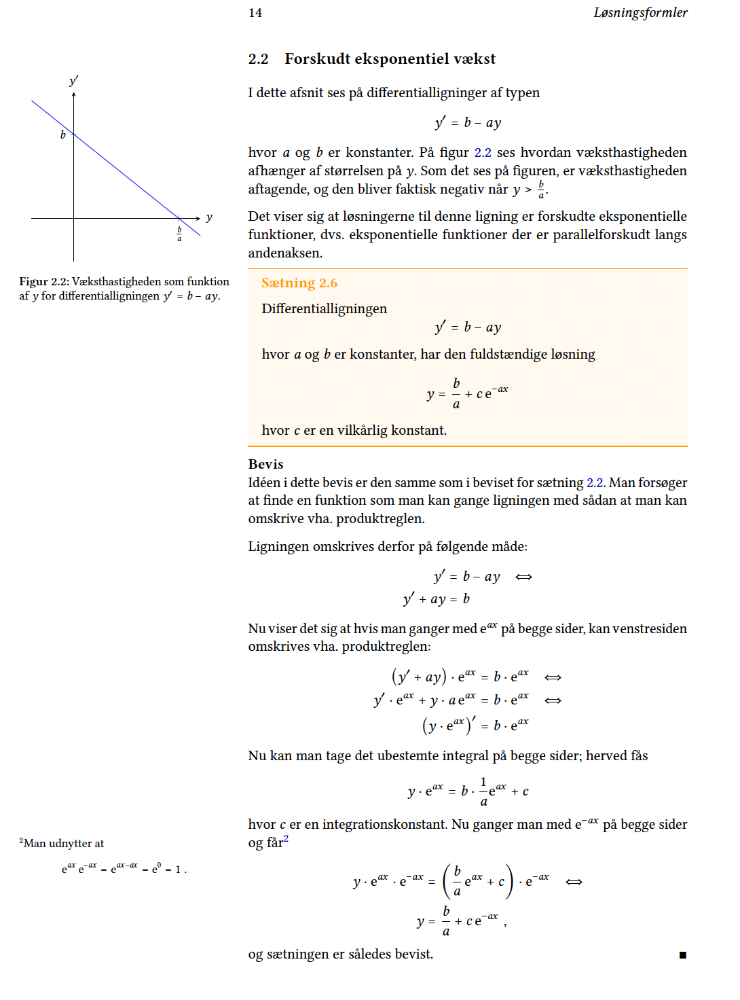 14 Løsningsformler
2.2 Forskudt eksponentiel vækst
I dette afsnit ses på differentialligninger af typen
y′ = b − ay
hvor a og b er konstanter. På figur 2.2 ses hvordan væksthastigheden
afhænger af størrelsen på y. Som det ses på figuren, er væksthastigheden
aftagende, og den bliver faktisk negativ når y > b/a.
Det viser sig at løsningerne til denne ligning er forskudte eksponentielle
funktioner, dvs. eksponentielle funktioner der er parallelforskudt langs
andenaksen.
y′
b
y
b/a
Figur 2.2: Væksthastigheden som funktion
af y for differentialligningen y′ = b − ay.
Sætning 2.6
Differentialligningen
y′ = b − ay
hvor a og b er konstanter, har den fuldstændige løsning
y = b/a + c e^(−ax)
hvor c er en vilkårlig konstant.
Bevis
Idéen i dette bevis er den samme som i beviset for sætning 2.2. Man forsøger
at finde en funktion som man kan gange ligningen med sådan at man kan
omskrive vha. produktreglen.
Ligningen omskrives derfor på følgende måde:
y′ = b − ay ⟺
y′ + ay = b
Nu viser det sig at hvis man ganger med e^(ax) på begge sider, kan venstresiden
omskrives vha. produktreglen:
(y′ + ay) · e^(ax) = b · e^(ax) ⟺
y′ · e^(ax) + y · a e^(ax) = b · e^(ax) ⟺
(y · e^(ax))′ = b · e^(ax)
Nu kan man tage det ubestemte integral på begge sider; herved fås
y · e^(ax) = b · 1/a e^(ax) + c
hvor c er en integrationskonstant. Nu ganger man med e^(−ax) på begge sider
og får²
y · e^(ax) · e^(−ax) = (b/a e^(ax) + c) · e^(−ax) ⟺
y = b/a + c e^(−ax) ,
og sætningen er således bevist. ■
²Man udnytter at
e^(ax) e^(−ax) = e^(ax−ax) = e^0 = 1 .